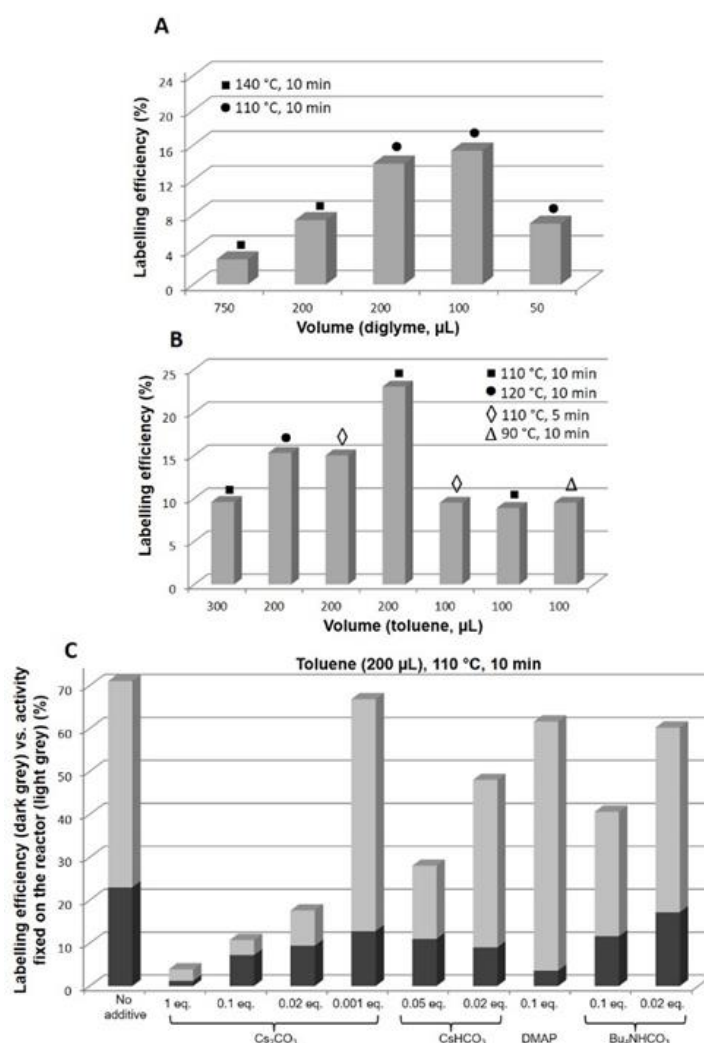 A
Labelling efficiency (%)
24
20
16
12
8
4
0
■ 140 °C, 10 min
● 110 °C, 10 min
750 200 200 100 50
Volume (diglyme, µL)
B
Labelling efficiency (%)
25
20
15
10
5
0
■ 110 °C, 10 min
● 120 °C, 10 min
◊ 110 °C, 5 min
△ 90 °C, 10 min
300 200 200 200 100 100 100
Volume (toluene, µL)
C
Toluene (200 µL), 110 °C, 10 min
Labelling efficiency (dark grey) vs. activity
fixed on the reactor (light grey) (%)
70
60
50
40
30
20
10
0
No
additive
1 eq. 0.1 eq. 0.02 eq. 0.001 eq. 0.05 eq. 0.02 eq. 0.1 eq. 0.1 eq. 0.02 eq.
Cs₂CO₃ CsHCO₃ DMAP Bu₄NHCO₃